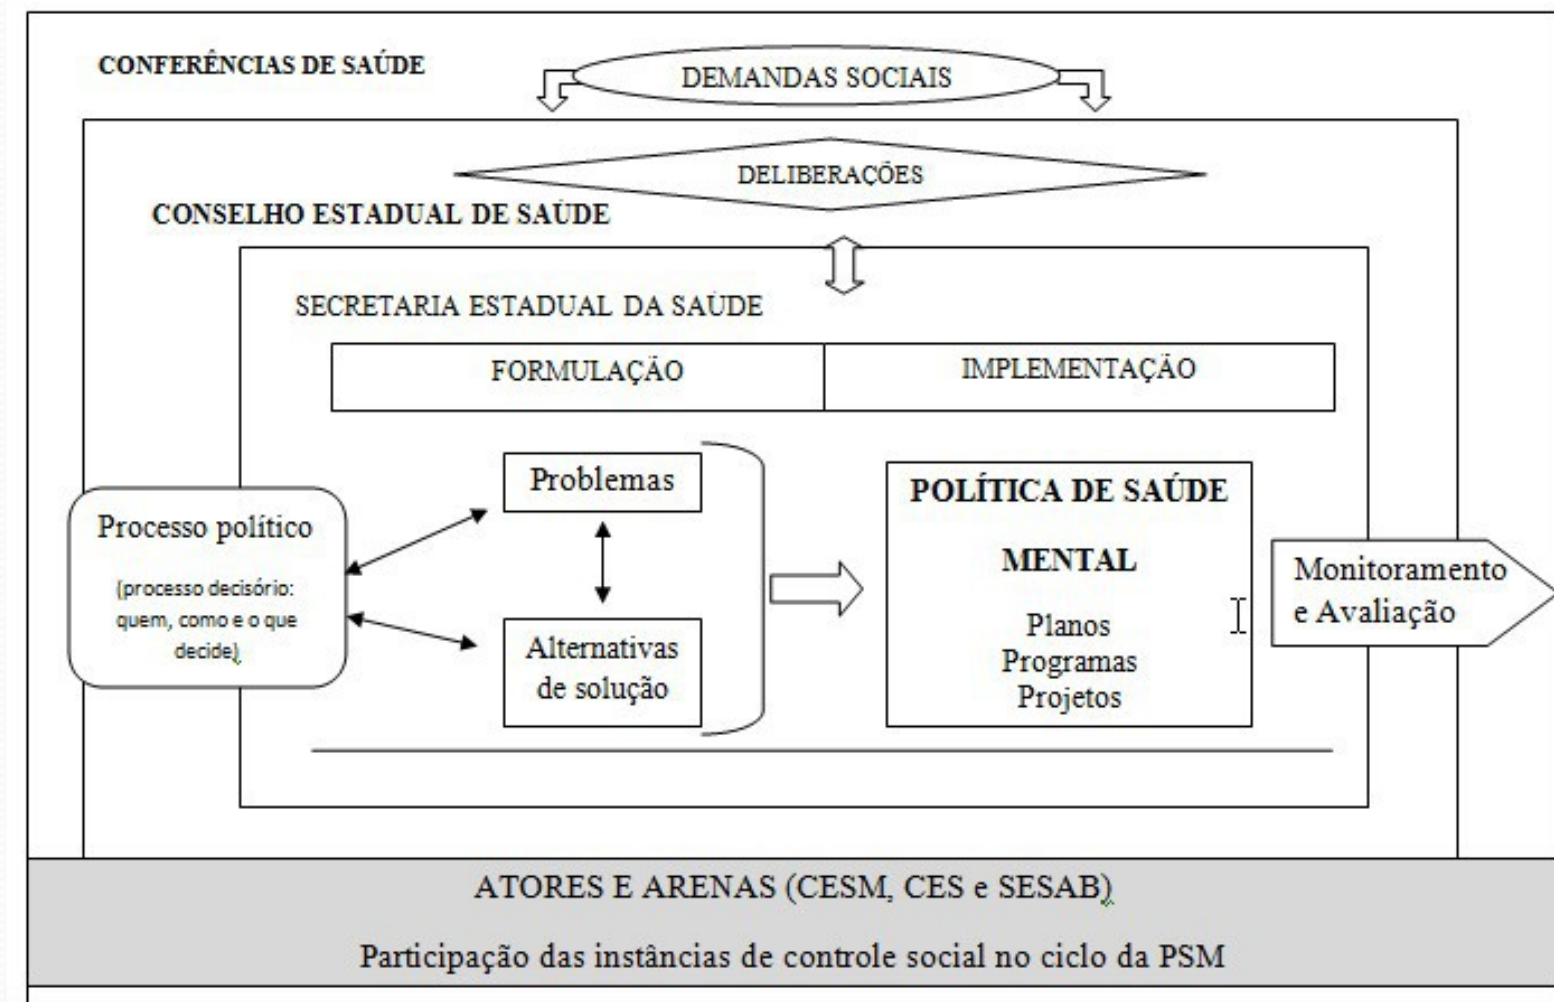 CONFERÊNCIAS DE SAÚDE
DEMANDAS SOCIAIS
DELIBERAÇÕES
CONSELHO ESTADUAL DE SAÚDE
SECRETARIA ESTADUAL DA SAÚDE
FORMULAÇÃO
IMPLEMENTAÇÃO
Processo político
(processo decisório:
quem, como e o que
decide)
Problemas
Alternativas
de solução
POLÍTICA DE SAÚDE
MENTAL
Planos
Programas
Projetos
Monitoramento
e Avaliação
ATORES E ARENAS (CESM, CES e SESAB)
Participação das instâncias de controle social no ciclo da PSM